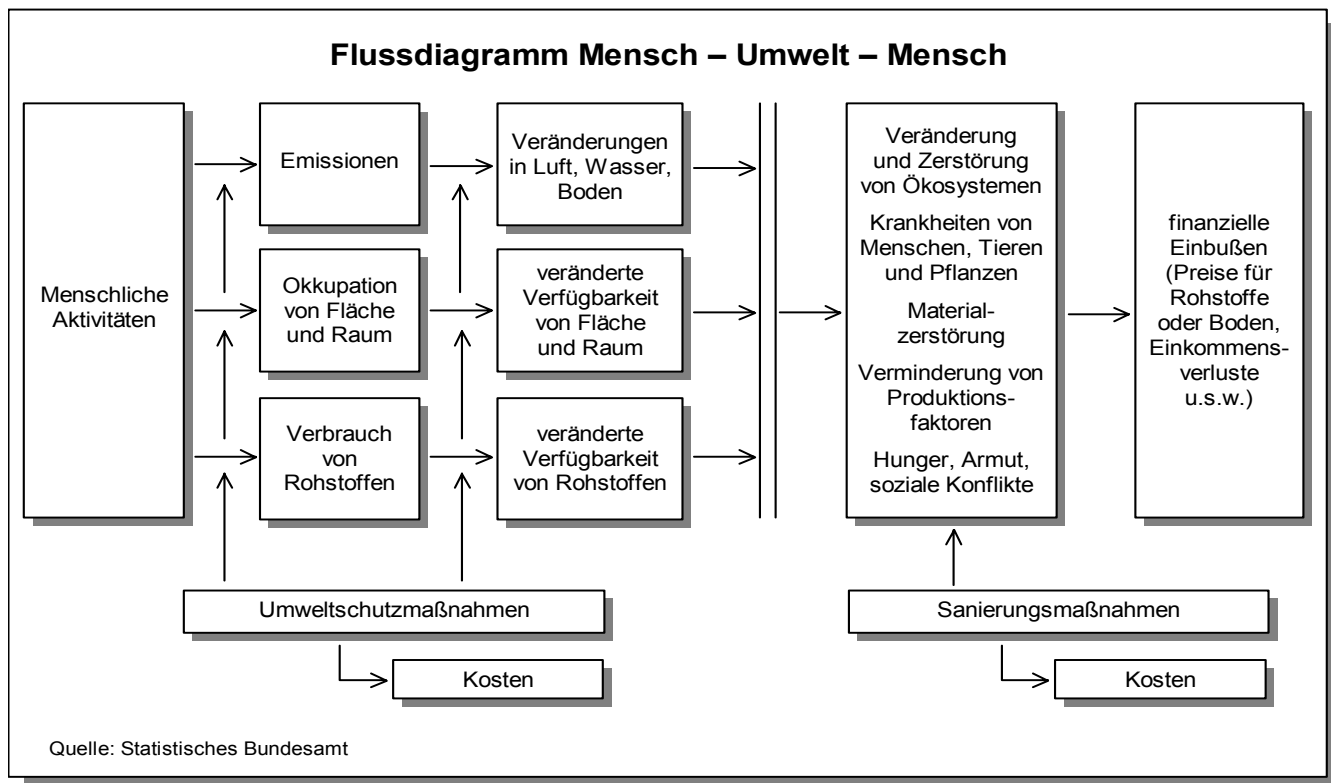 Flussdiagramm Mensch – Umwelt – Mensch
Menschliche
Aktivitäten
Emissionen
Okkupation
von Fläche
und Raum
Verbrauch
von
Rohstoffen
Veränderungen
in Luft, Wasser,
Boden
veränderte
Verfügbarkeit
von Fläche
und Raum
veränderte
Verfügbarkeit
von Rohstoffen
Veränderung
und Zerstörung
von Ökosystemen
Krankheiten von
Menschen, Tieren
und Pflanzen
Material-
zerstörung
Verminderung von
Produktions-
faktoren
Hunger, Armut,
soziale Konflikte
finanzielle
Einbußen
(Preise für
Rohstoffe
oder Boden,
Einkommens-
verluste
u.s.w.)
Umweltschutzmaßnahmen
Kosten
Sanierungsmaßnahmen
Kosten
Quelle: Statistisches Bundesamt